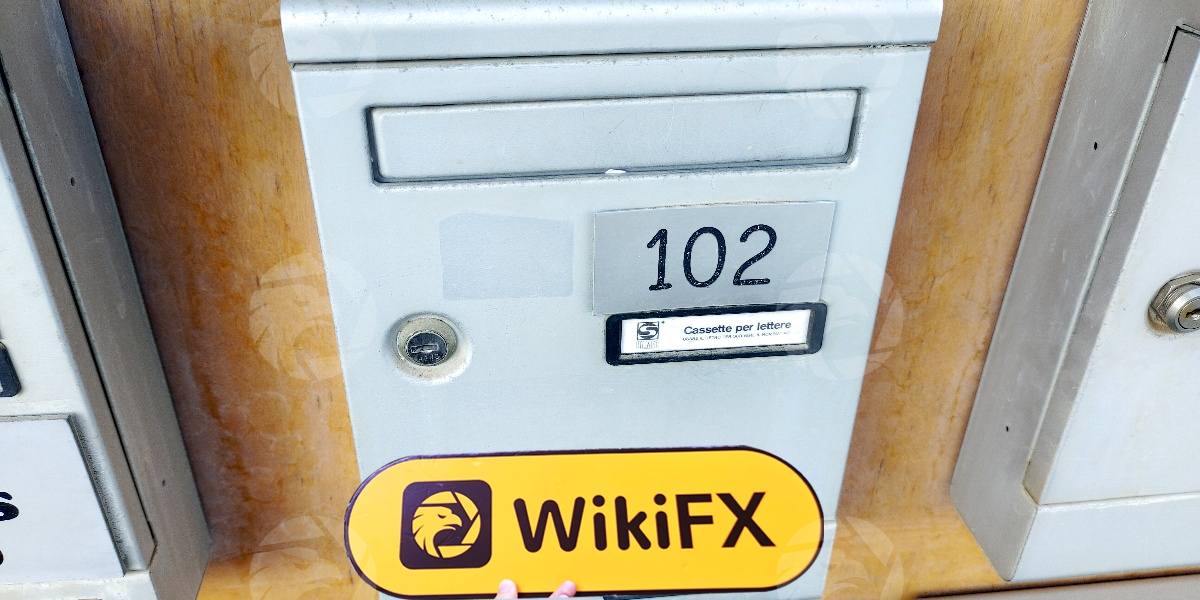 102
Cassette per lettere
WikiFX
s